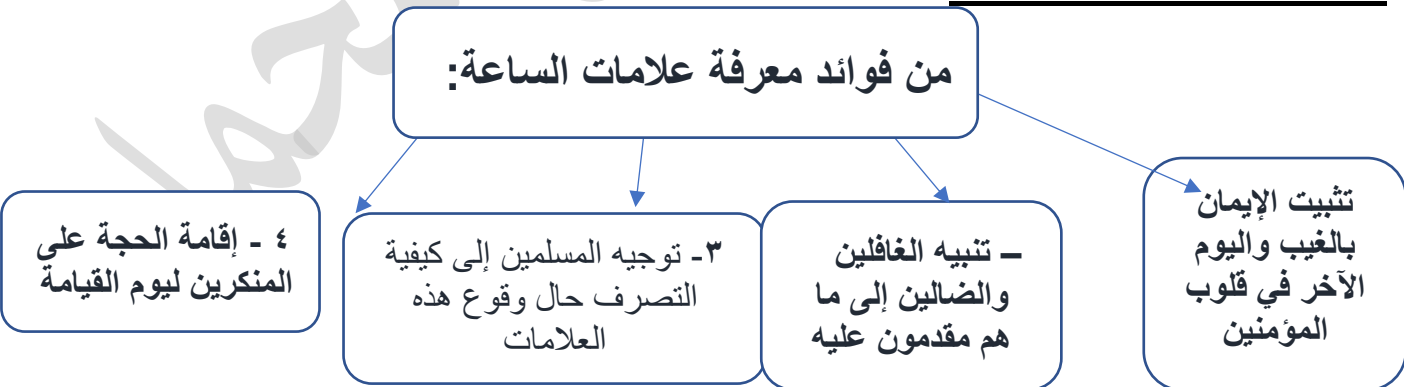 من فوائد معرفة علامات الساعة:
تثبيت الإيمان
بالغيب واليوم
الآخر في قلوب
المؤمنين
– تنبيه الغافلين
والضالين إلى ما
هم مقدمون عليه
٣- توجيه المسلمين إلى كيفية
التصرف حال وقوع هذه
العلامات
٤ - إقامة الحجة على
المنكرين ليوم القيامة